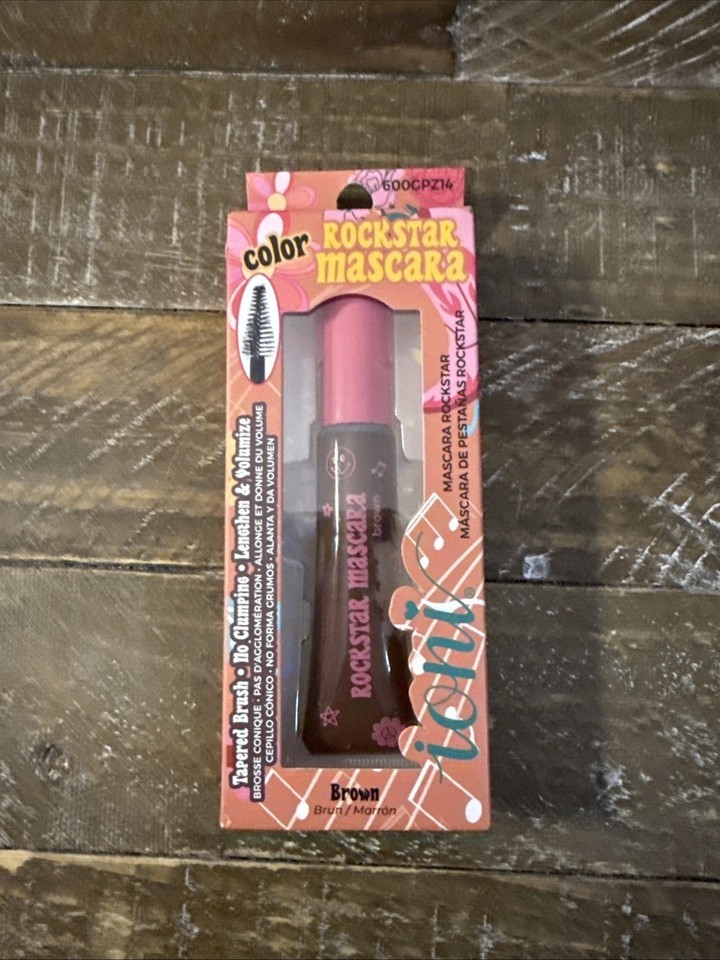 600GPZ14
color
ROCKSTAR
mascara
MASCARA ROCKSTAR
MÁSCARA DE PESTAÑAS ROCKSTAR
Tapered Brush • No Clumping • Lengthen & Volumize
BROSSE CONIQUE • PAS D'AGGLOMÉRATION • ALLONGE ET DONNE DU VOLUME
CEPILLO CÓNICO • NO FORMA GRUMOS • ALANTA Y DA VOLUMEN
ROCKSTAR mascara
brown
ioni®
Brown
Brun / Marrón